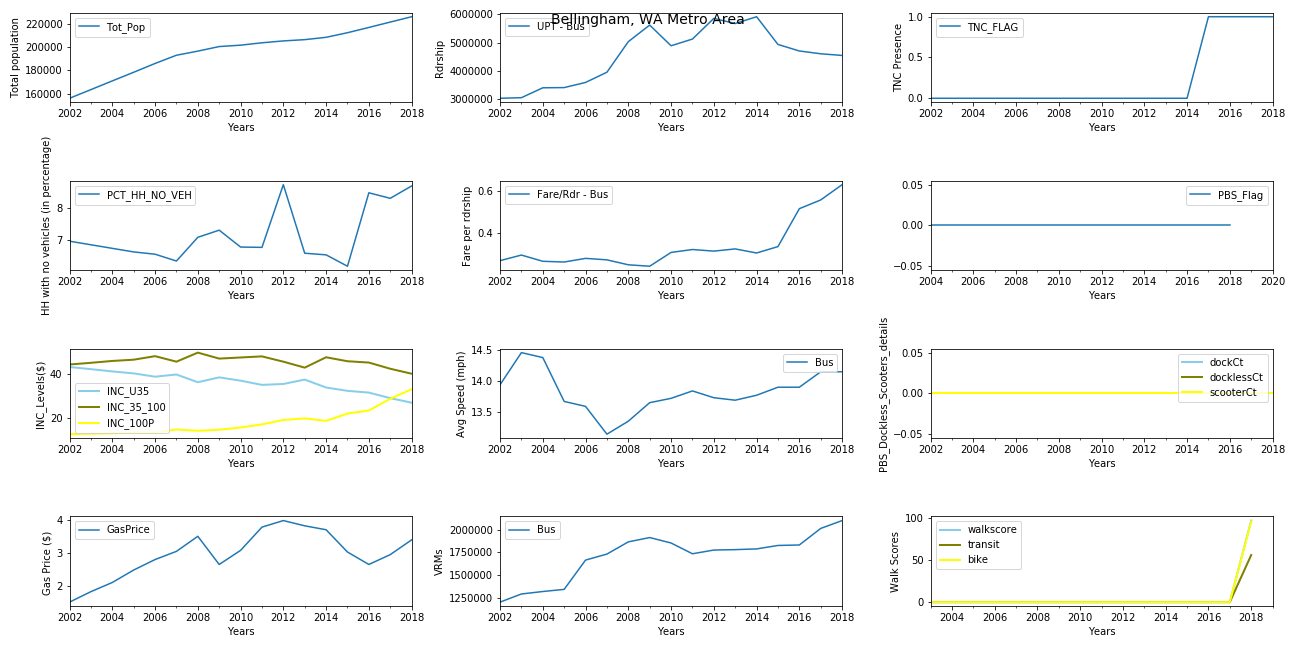 Bellingham, WA Metro Area
Total population
220000
200000
180000
160000
Tot_Pop
2002 2004 2006 2008 2010 2012 2014 2016 2018
Years
Rdrship
6000000
5000000
4000000
3000000
UPT - Bus
2002 2004 2006 2008 2010 2012 2014 2016 2018
Years
TNC Presence
1.0
0.5
0.0
TNC_FLAG
2002 2004 2006 2008 2010 2012 2014 2016 2018
Years
HH with no vehicles (in percentage)
8
7
PCT_HH_NO_VEH
2002 2004 2006 2008 2010 2012 2014 2016 2018
Years
Fare per rdrship
0.6
0.4
Fare/Rdr - Bus
2002 2004 2006 2008 2010 2012 2014 2016 2018
Years
0.05
0.00
−0.05
PBS_Flag
2004 2006 2008 2010 2012 2014 2016 2018 2020
Years
INC_Levels($)
40
20
INC_U35
INC_35_100
INC_100P
2002 2004 2006 2008 2010 2012 2014 2016 2018
Years
Avg Speed (mph)
14.5
14.0
13.5
Bus
2002 2004 2006 2008 2010 2012 2014 2016 2018
Years
PBS_Dockless_Scooters_details
0.05
0.00
−0.05
dockCt
docklessCt
scooterCt
2002 2004 2006 2008 2010 2012 2014 2016 2018
Years
Gas Price ($)
4
3
2
GasPrice
2002 2004 2006 2008 2010 2012 2014 2016 2018
Years
VRMs
2000000
1750000
1500000
1250000
Bus
2002 2004 2006 2008 2010 2012 2014 2016 2018
Years
Walk Scores
100
50
0
walkscore
transit
bike
2004 2006 2008 2010 2012 2014 2016 2018
Years